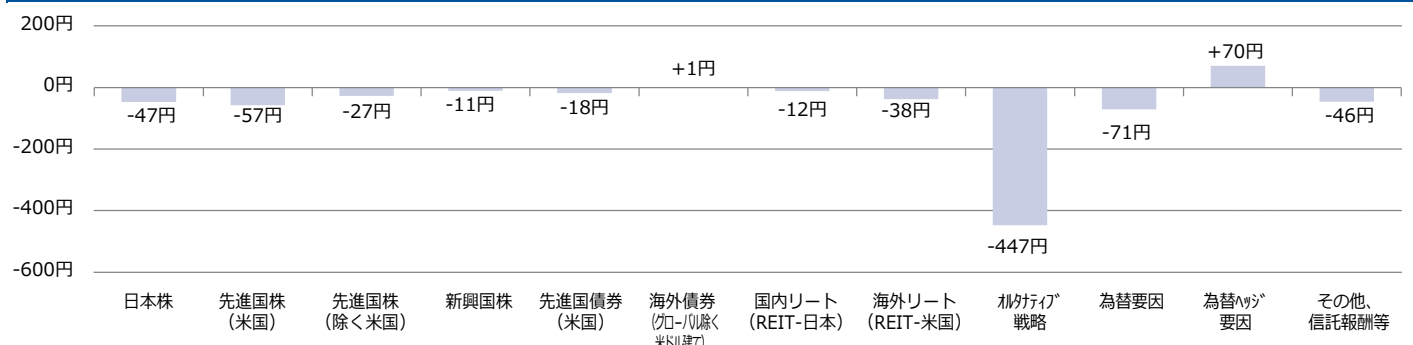 200円
0円
-200円
-400円
-600円
-47円
-57円
-27円
-11円
-18円
+1円
-12円
-38円
-447円
-71円
+70円
-46円
日本株
先進国株
（米国）
先進国株
（除く米国）
新興国株
先進国債券
（米国）
海外債券
(グローバル除く
米ドル建て)
国内リート
（REIT-日本）
海外リート
（REIT-米国）
ｵﾙﾀﾅﾃｨﾌﾞ
戦略
為替要因
為替ﾍｯｼﾞ
要因
その他、
信託報酬等